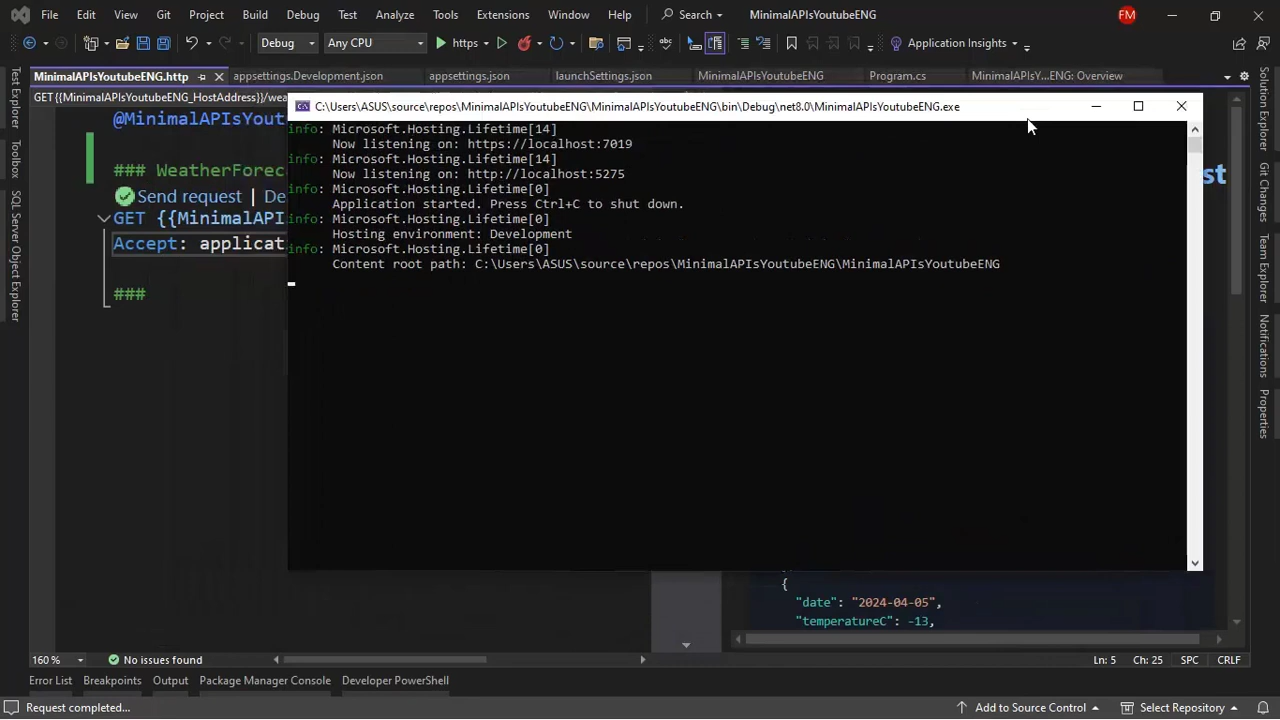 File Edit View Git Project Build Debug Test Analyze Tools Extensions Window Help Search MinimalAPIsYoutubeENG FM
Debug Any CPU https Application Insights
MinimalAPIsYoutubeENG.http appsettings.Development.json appsettings.json launchSettings.json MinimalAPIsYoutubeENG Program.cs MinimalAPIsY...ENG: Overview
GET{{MinimalAPIsYoutubeENG_HostAddress}}/wea
@MinimalAPIsYout
### WeatherForec
Send request | De
GET {{MinimalAPI
Accept: applicat
###
C:\Users\ASUS\source\repos\MinimalAPIsYoutubeENG\MinimalAPIsYoutubeENG\bin\Debug\net8.0\MinimalAPIsYoutubeENG.exe
info: Microsoft.Hosting.Lifetime[14]
Now listening on: https://localhost:7019
info: Microsoft.Hosting.Lifetime[14]
Now listening on: http://localhost:5275
info: Microsoft.Hosting.Lifetime[0]
Application started. Press Ctrl+C to shut down.
info: Microsoft.Hosting.Lifetime[0]
Hosting environment: Development
info: Microsoft.Hosting.Lifetime[0]
Content root path: C:\Users\ASUS\source\repos\MinimalAPIsYoutubeENG\MinimalAPIsYoutubeENG
st
{
"date": "2024-04-05",
"temperatureC": -13,
Test Explorer
Toolbox
SQL Server Object Explorer
Solution Explorer
Git Changes
Team Explorer
Notifications
Properties
160 % No issues found Ln: 5 Ch: 25 SPC CRLF
Error List Breakpoints Output Package Manager Console Developer PowerShell
Request completed... Add to Source Control Select Repository